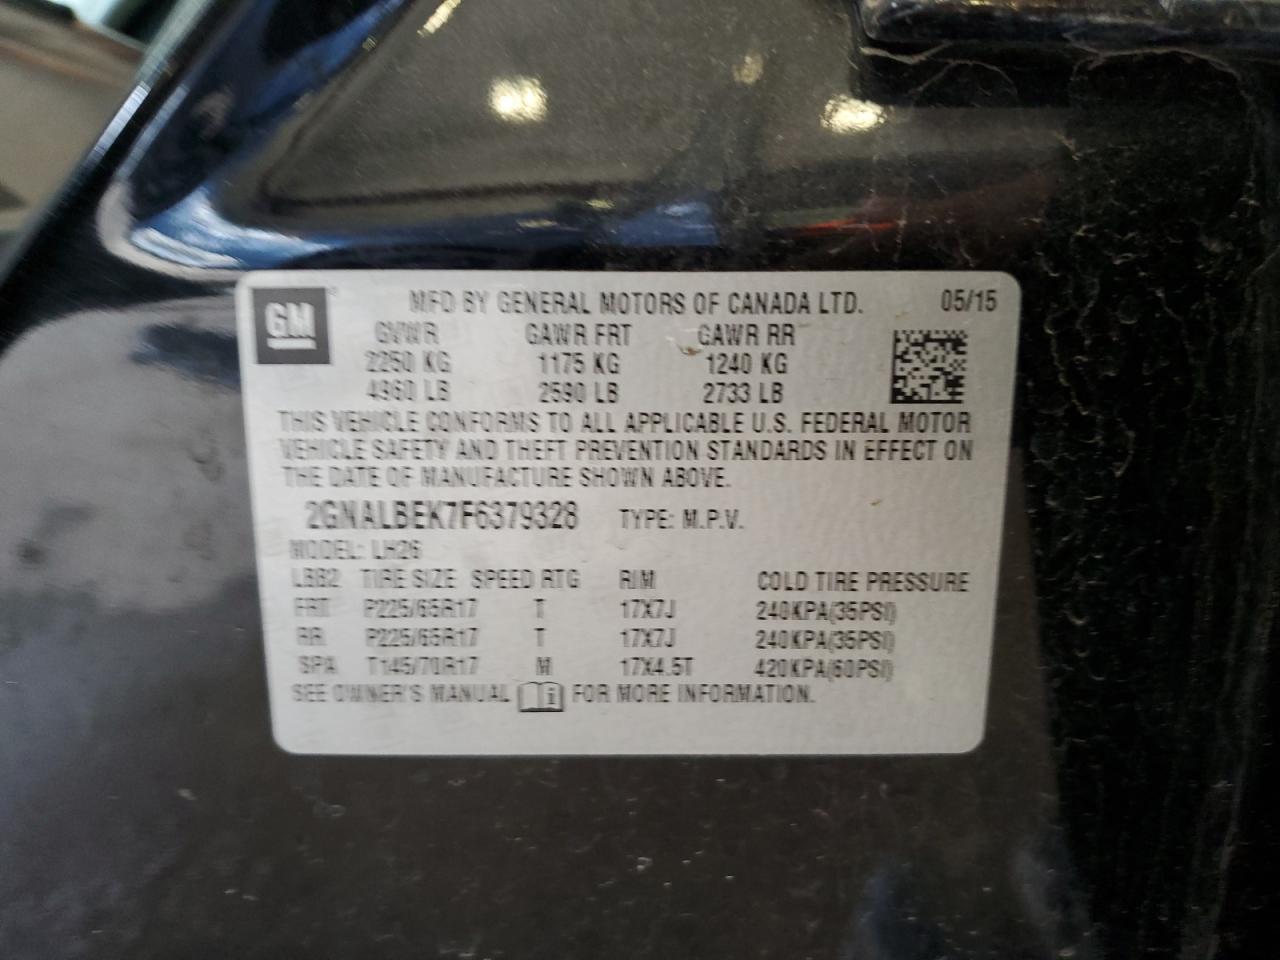 GM
MFD BY GENERAL MOTORS OF CANADA LTD. 05/15
GVWR GAWR FRT GAWR RR
2250 KG 1175 KG 1240 KG
4960 LB 2590 LB 2733 LB
THIS VEHICLE CONFORMS TO ALL APPLICABLE U.S. FEDERAL MOTOR
VEHICLE SAFETY AND THEFT PREVENTION STANDARDS IN EFFECT ON
THE DATE OF MANUFACTURE SHOWN ABOVE.
2GNALBEK7F6379328 TYPE: M.P.V.
MODEL: LH26
TIRE SIZE SPEED RTG RIM COLD TIRE PRESSURE
FRT P225/65R17 T 17X7J 240KPA(35PSI)
RR P225/65R17 T 17X7J 240KPA(35PSI)
SPA T145/70R17 M 17X4.5T 420KPA(60PSI)
SEE OWNER'S MANUAL i FOR MORE INFORMATION.